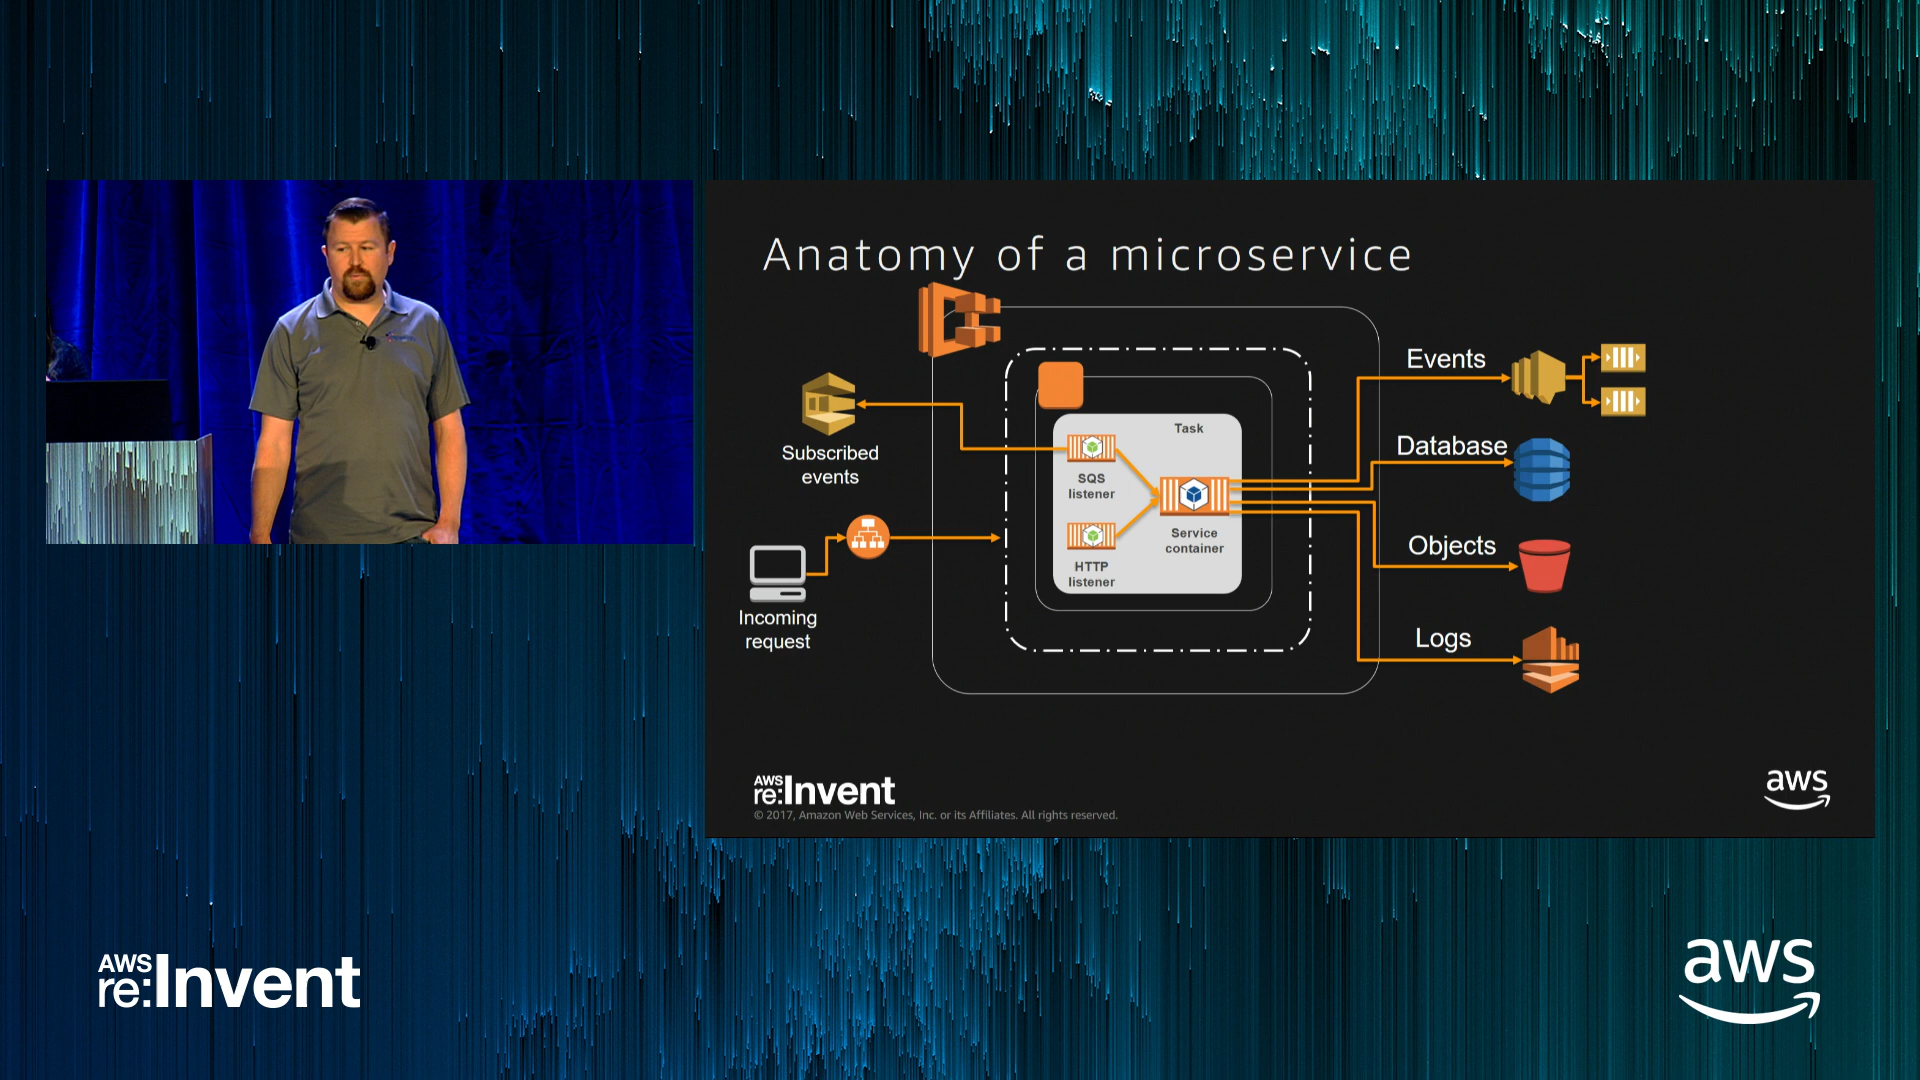 Anatomy of a microservice
Subscribed
events
Incoming
request
Task
SQS
listener
HTTP
listener
Service
container
Events
Database
Objects
Logs
AWS
re:Invent
© 2017, Amazon Web Services, Inc. or its Affiliates. All rights reserved.
aws
AWS
re:Invent
aws